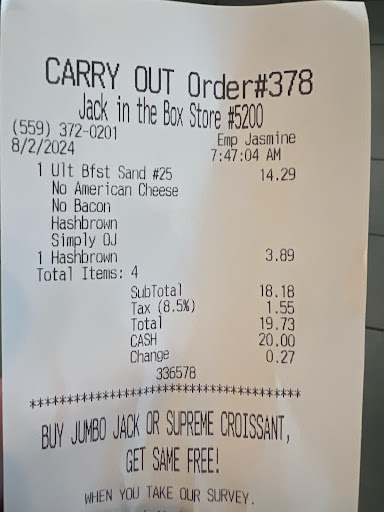 CARRY OUT Order#378
Jack in the Box Store #5200
(559) 372-0201
Emp Jasmine
8/2/2024 7:47:04 AM
1 Ult Bfst Sand #25 14.29
No American Cheese
No Bacon
Hashbrown
Simply OJ
1 Hashbrown 3.89
Total Items: 4
SubTotal 18.18
Tax (8.5%) 1.55
Total 19.73
CASH 20.00
Change 0.27
336578
****************************************
BUY JUMBO JACK OR SUPREME CROISSANT,
GET SAME FREE!
WHEN YOU TAKE OUR SURVEY.